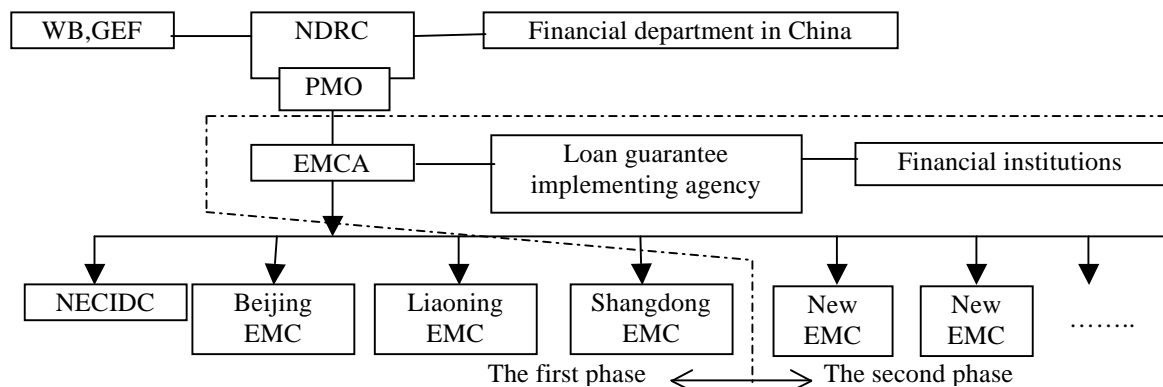 WB,GEF
NDRC
Financial department in China
PMO
EMCA
Loan guarantee
implementing agency
Financial institutions
NECIDC
Beijing
EMC
Liaoning
EMC
Shangdong
EMC
New
EMC
New
EMC
……..
The first phase
The second phase